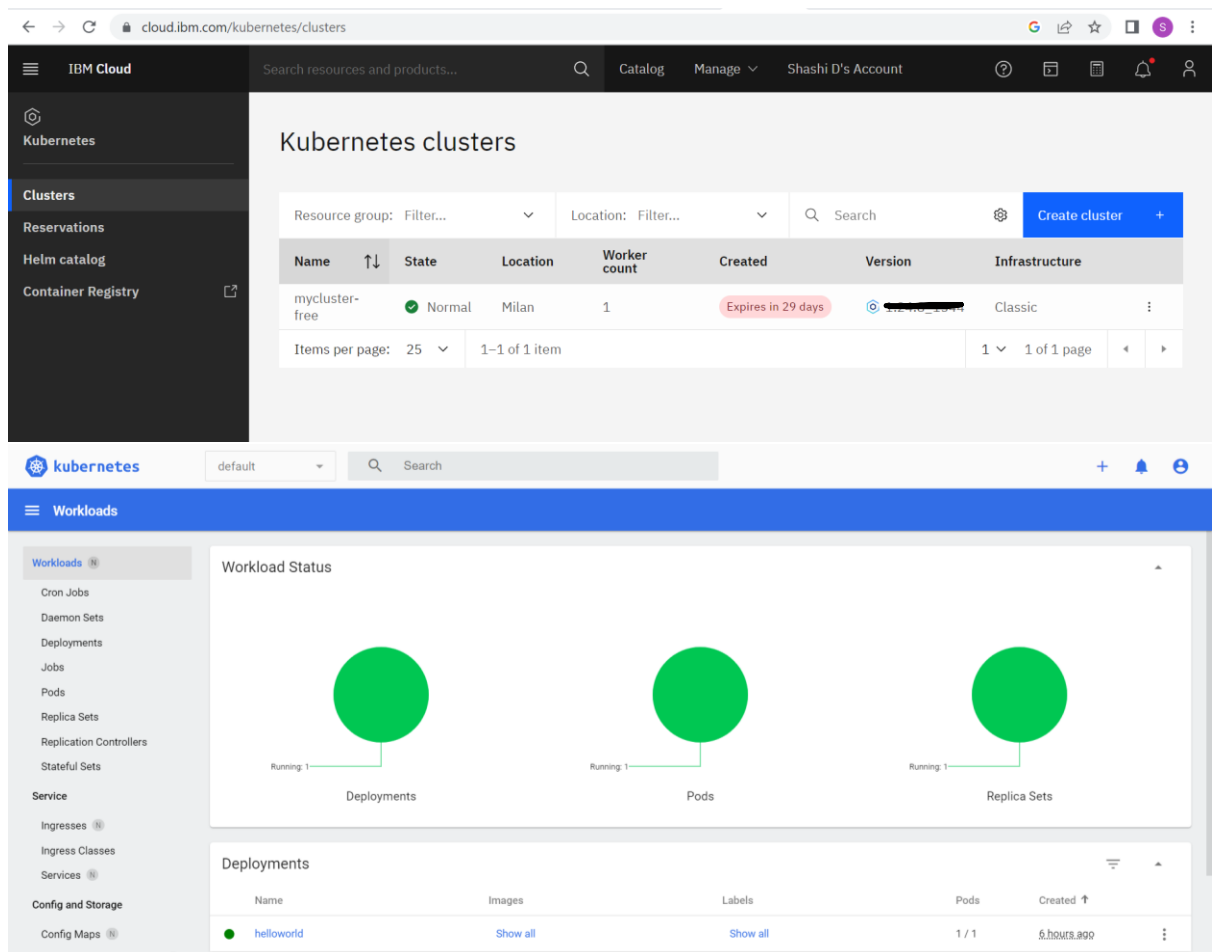 cloud.ibm.com/kubernetes/clusters
G
S
IBM Cloud
Search resources and products...
Catalog
Manage
Shashi D's Account
Kubernetes
Clusters
Reservations
Helm catalog
Container Registry
Kubernetes clusters
Resource group: Filter...
Location: Filter...
Search
Create cluster +
Name State Location Worker count Created Version Infrastructure
mycluster-free Normal Milan 1 Expires in 29 days Classic
Items per page: 25 1–1 of 1 item 1 1 of 1 page
kubernetes
default
Search
+
Workloads
Workloads N
Cron Jobs
Daemon Sets
Deployments
Jobs
Pods
Replica Sets
Replication Controllers
Stateful Sets
Service
Ingresses N
Ingress Classes
Services N
Config and Storage
Config Maps N
Workload Status
Running: 1
Deployments
Running: 1
Pods
Running: 1
Replica Sets
Deployments
Name Images Labels Pods Created
helloworld Show all Show all 1 / 1 6 hours ago